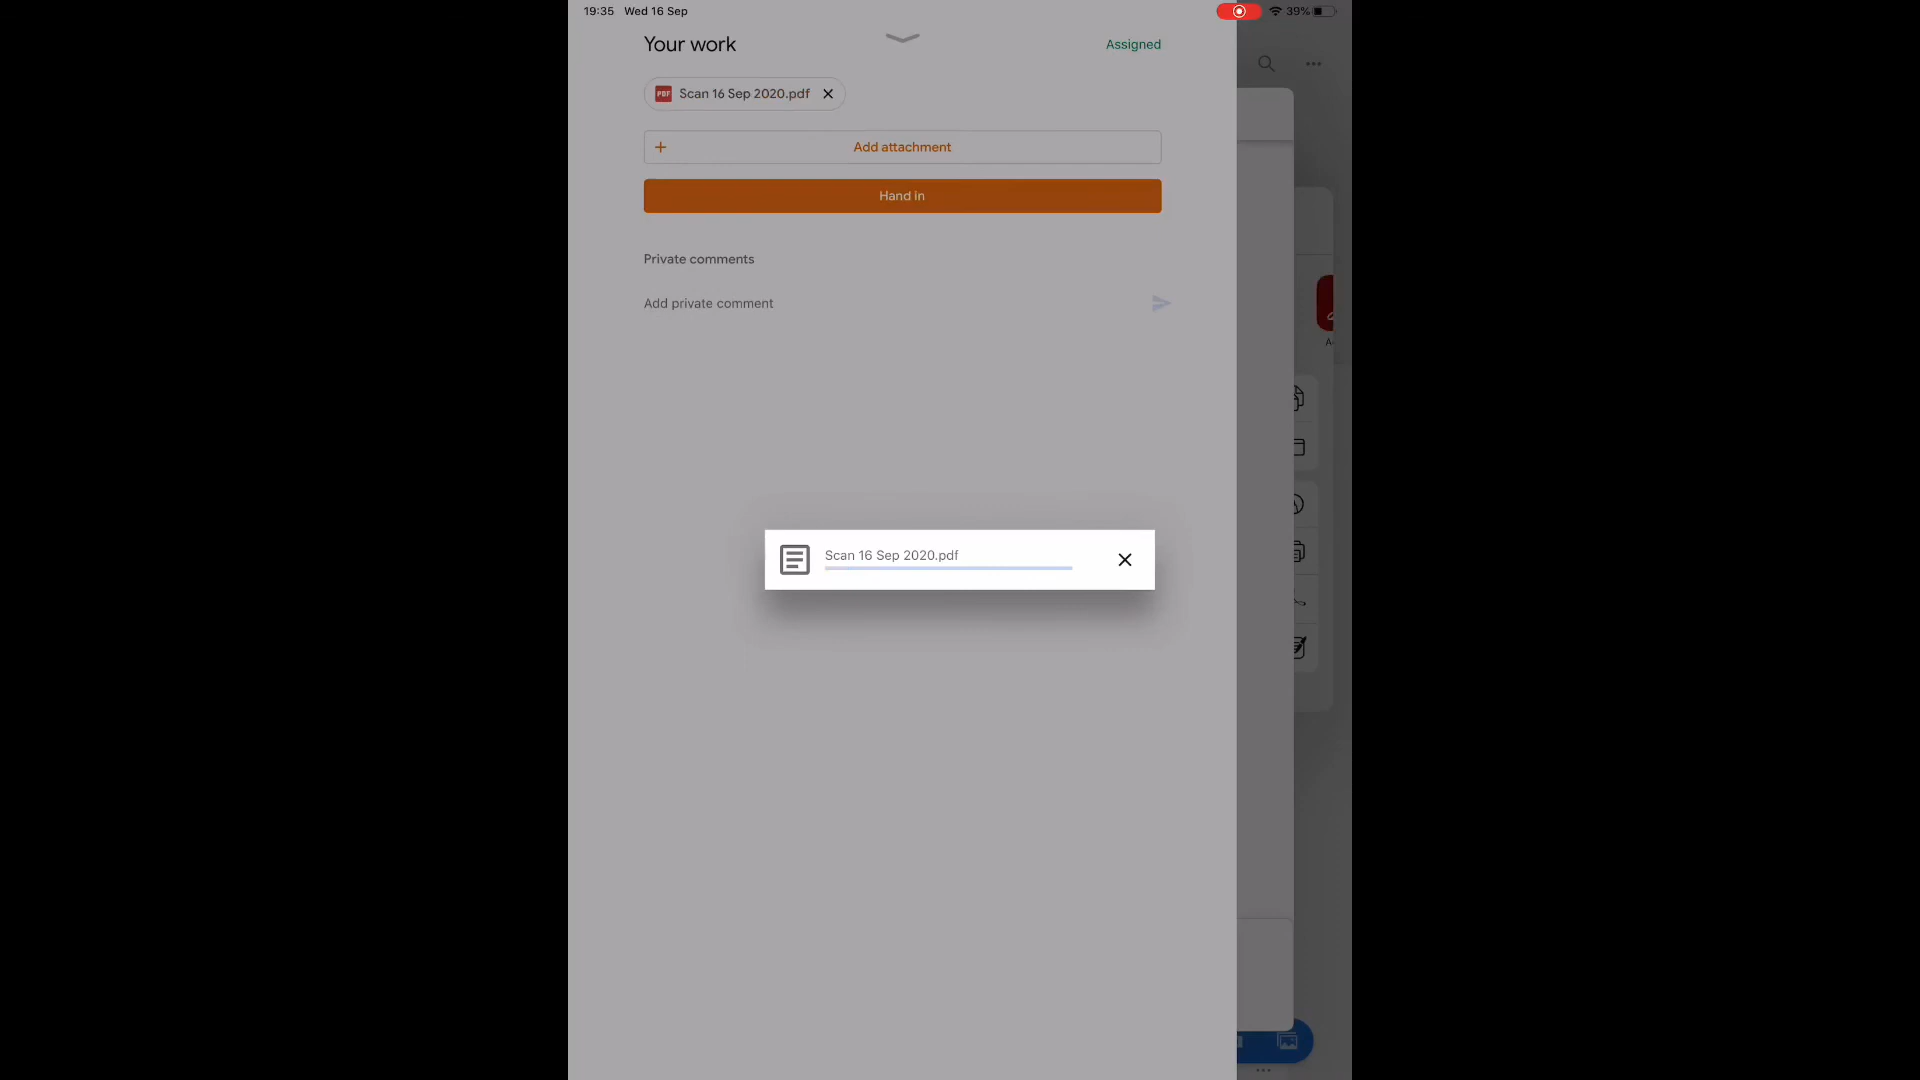 19:35 Wed 16 Sep
39%
Your work
Assigned
PDF Scan 16 Sep 2020.pdf
Add attachment
Hand in
Private comments
Add private comment
Scan 16 Sep 2020.pdf